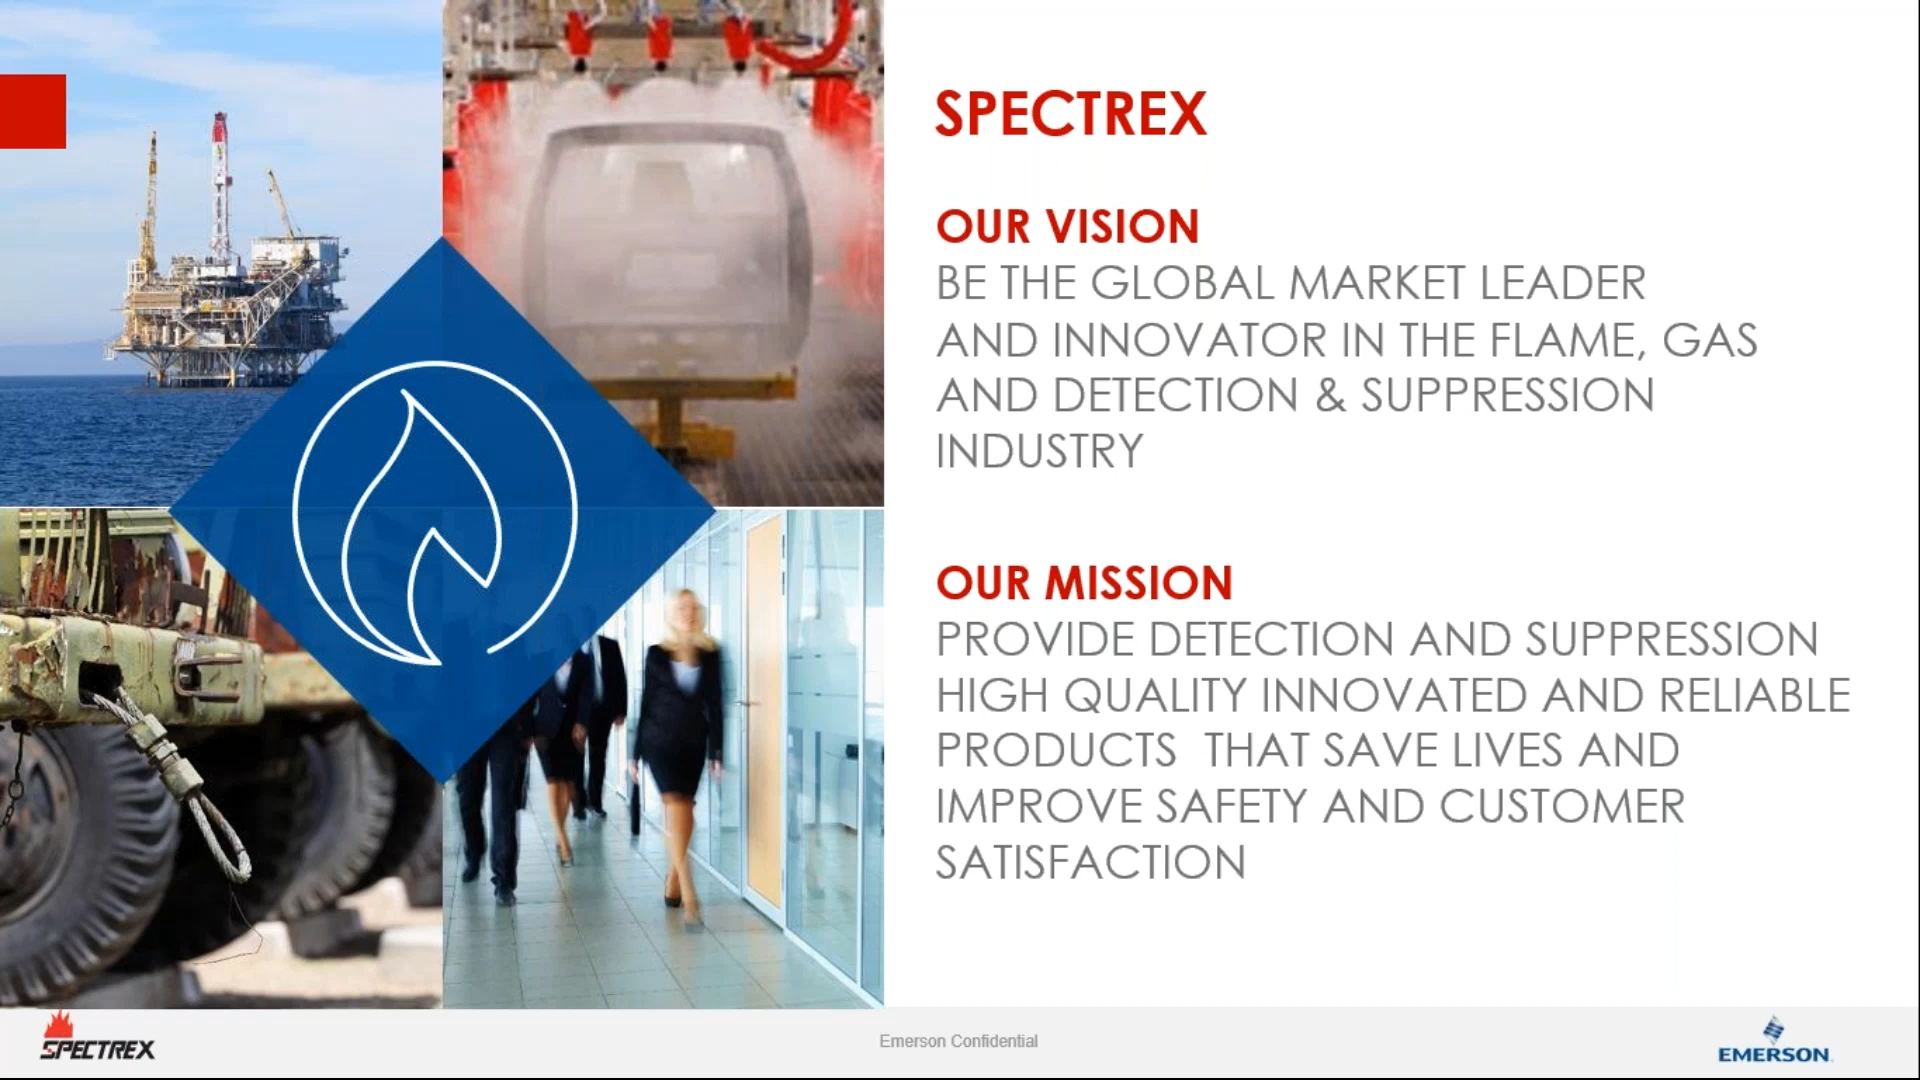 SPECTREX
OUR VISION
BE THE GLOBAL MARKET LEADER
AND INNOVATOR IN THE FLAME, GAS
AND DETECTION & SUPPRESSION
INDUSTRY
OUR MISSION
PROVIDE DETECTION AND SUPPRESSION
HIGH QUALITY INNOVATED AND RELIABLE
PRODUCTS THAT SAVE LIVES AND
IMPROVE SAFETY AND CUSTOMER
SATISFACTION
SPECTREX
Emerson Confidential
EMERSON